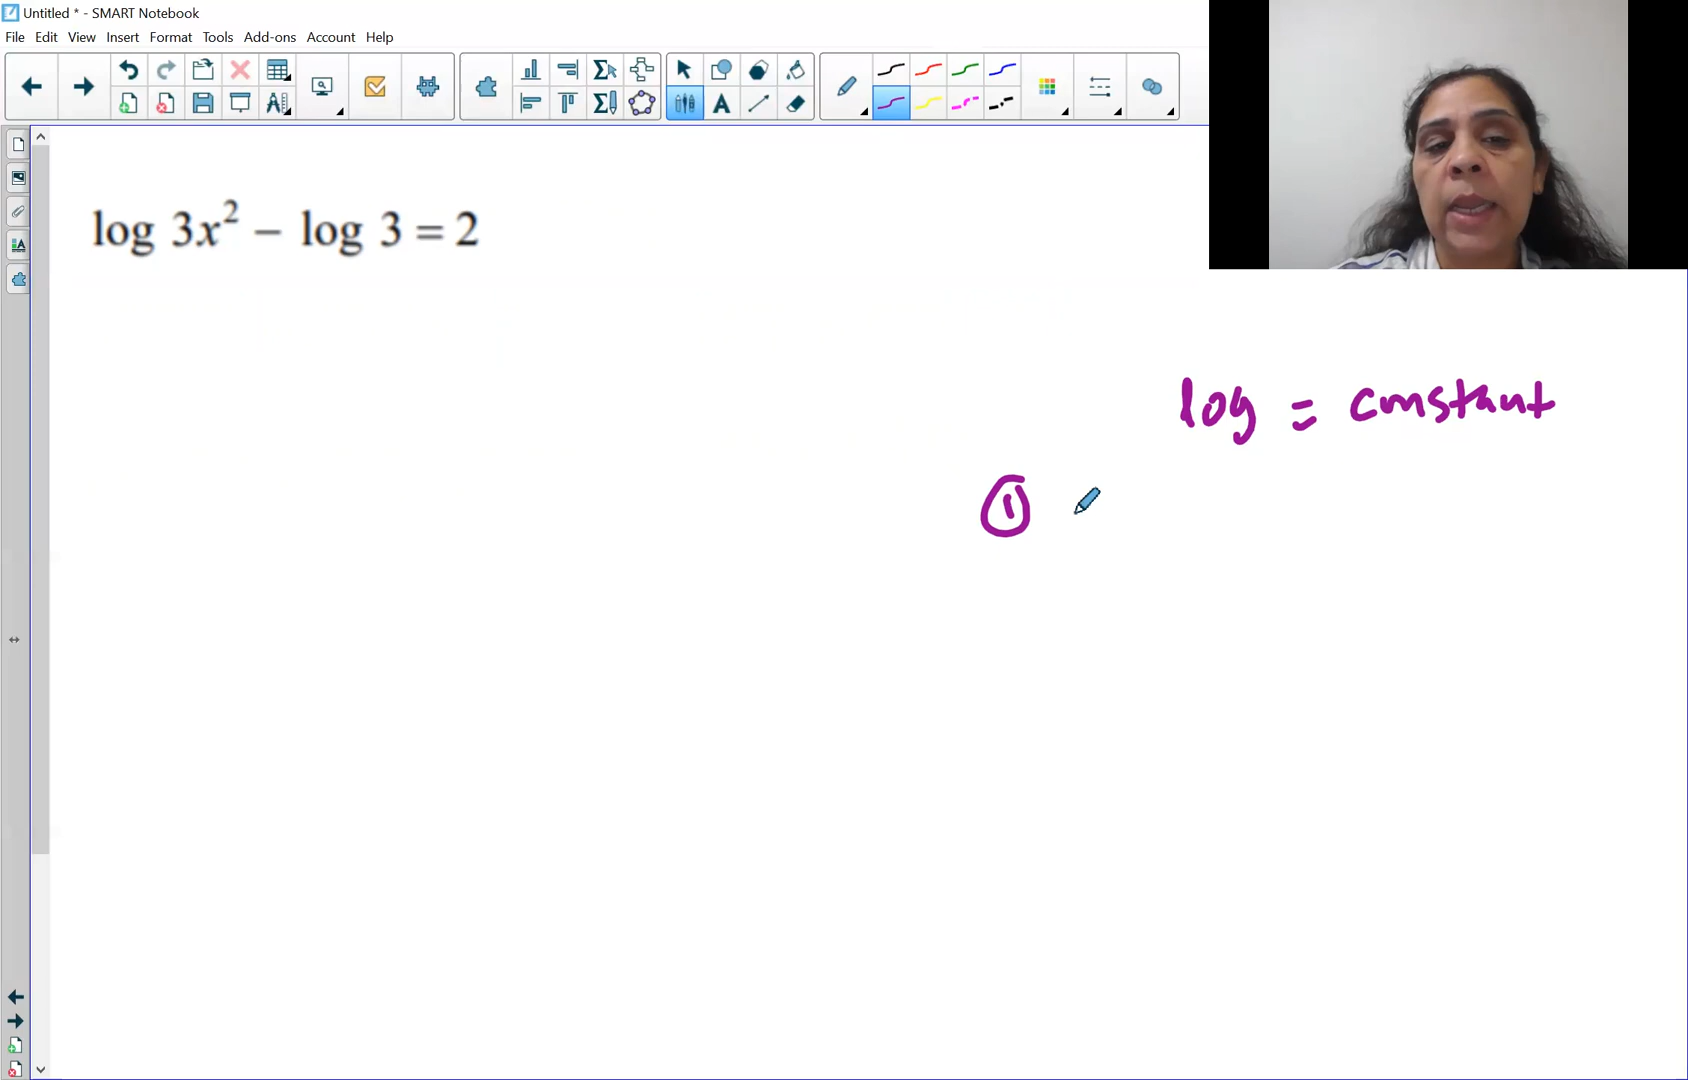 Untitled * - SMART Notebook
File Edit View Insert Format Tools Add-ons Account Help
log 3x² − log 3 = 2
log = constant
①